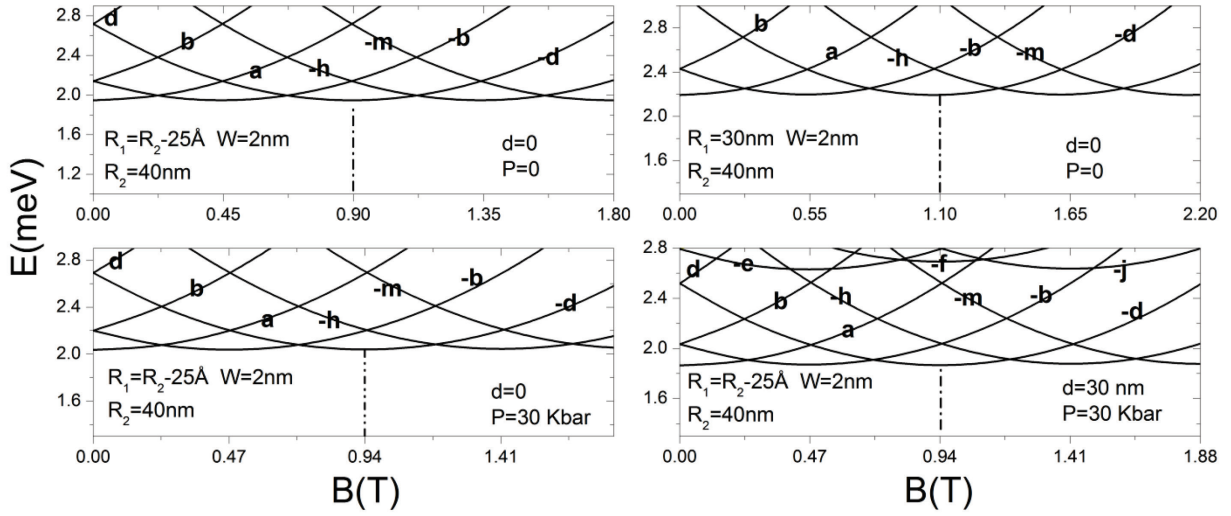 E(meV)
2.8
2.4
2.0
1.6
1.2
d
b
a
-h
-m
-b
-d
R1=R2-25Å W=2nm
R2=40nm
d=0
P=0
0.00 0.45 0.90 1.35 1.80
2.8
2.4
2.0
1.6
b
a
-h
-b
-m
-d
R1=30nm W=2nm
R2=40nm
d=0
P=0
0.00 0.55 1.10 1.65 2.20
2.8
2.4
2.0
1.6
d
b
a
-h
-m
-b
-d
R1=R2-25Å W=2nm
R2=40nm
d=0
P=30 Kbar
0.00 0.47 0.94 1.41
B(T)
2.8
2.4
2.0
1.6
d
-e
b
-h
a
-f
-m
-b
-j
-d
R1=R2-25Å W=2nm
R2=40nm
d=30 nm
P=30 Kbar
0.00 0.47 0.94 1.41 1.88
B(T)